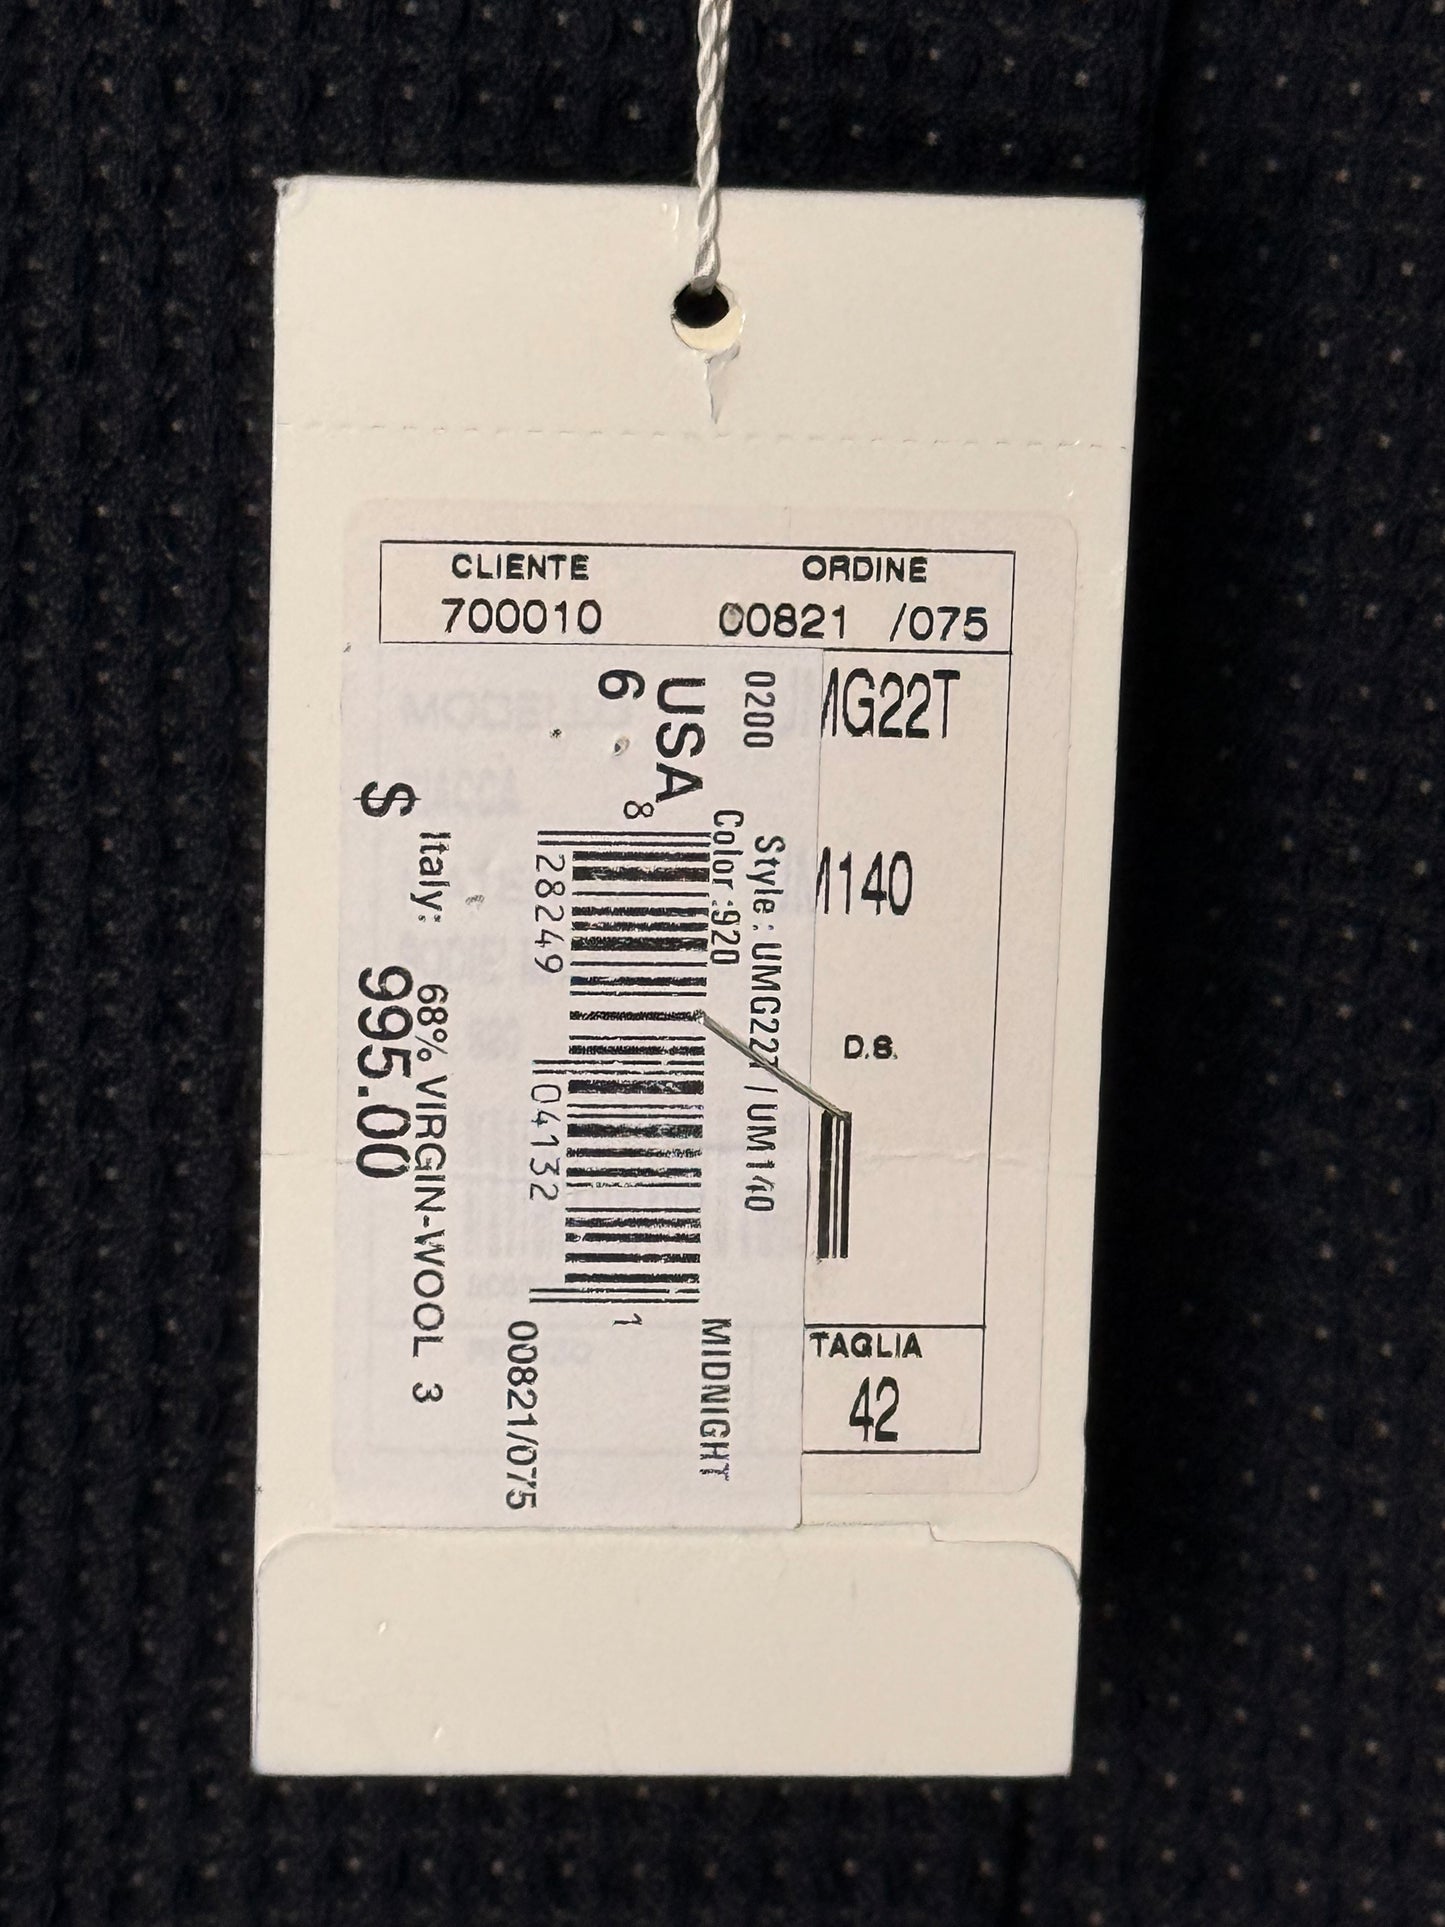 CLIENTE ORDINE
700010 00821 /075
MG22T
M140
D.S.
TAGLIA
42
0200
Style: UMG22T/UM140
Color:920 MIDNIGHT
USA
6
8 28249 04132 1
00821/075
Italy: 68% VIRGIN-WOOL 3
$ 995.00